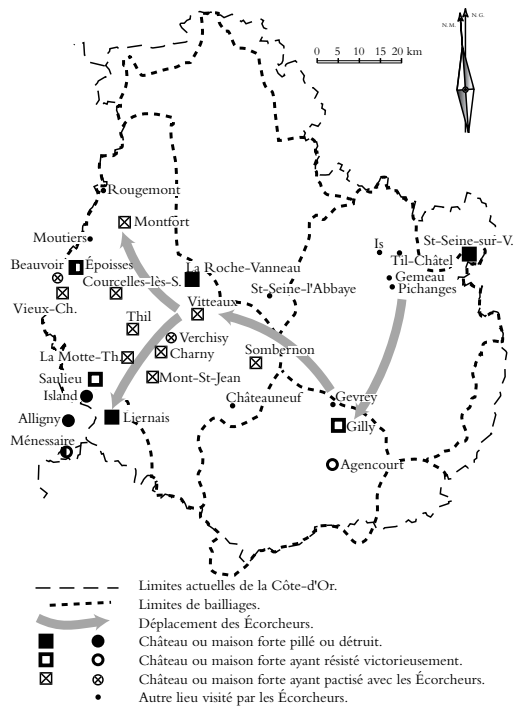 N.M. N.G.
0 5 10 15 20 km
Rougemont
Montfort
Moutiers
Is
St-Seine-sur-V.
Til-Châtel
Beauvoir
Époisses
La Roche-Vanneau
Gemeau
Courcelles-lès-S.
St-Seine-l'Abbaye
Pichanges
Vieux-Ch.
Vitteaux
Thil
Verchisy
La Motte-Th.
Charny
Sombernon
Saulieu
Mont-St-Jean
Island
Châteauneuf
Gevrey
Alligny
Liernais
Gilly
Ménessaire
Agencourt
Limites actuelles de la Côte-d'Or.
Limites de bailliages.
Déplacement des Écorcheurs.
Château ou maison forte pillé ou détruit.
Château ou maison forte ayant résisté victorieusement.
Château ou maison forte ayant pactisé avec les Écorcheurs.
Autre lieu visité par les Écorcheurs.